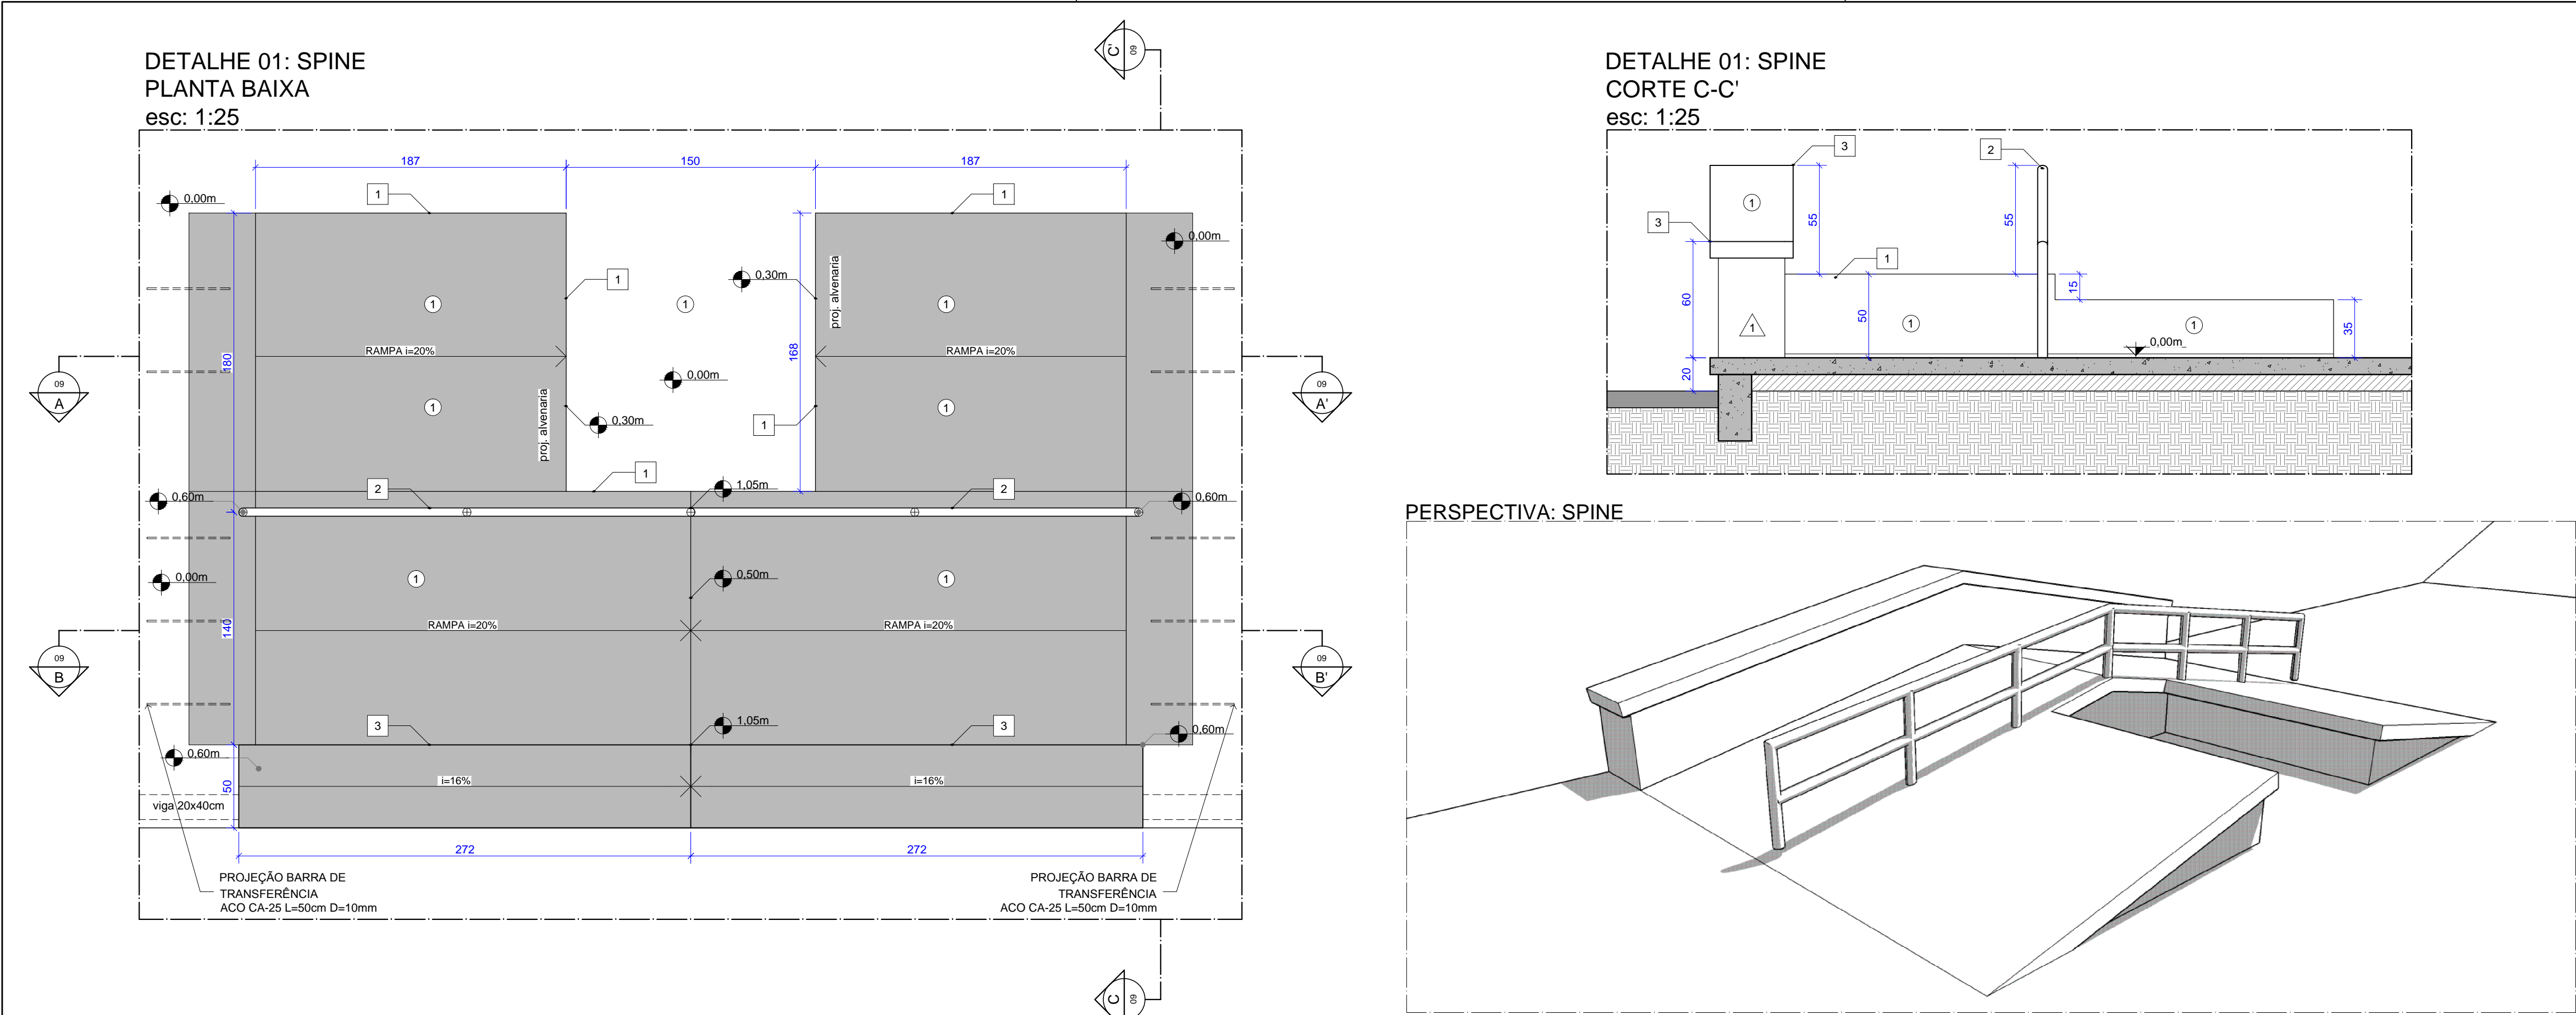 DETALHE 01: SPINE
PLANTA BAIXA
esc: 1:25
C'
09
187
150
187
0,00m
1
1
0,00m
1
0,30m
proj. alvenaria
1
1
1
180
RAMPA i=20%
168
RAMPA i=20%
09
A
09
A'
0,00m
1
1
proj. alvenaria
0,30m
1
1
2
1,05m
2
0,60m
0,60m
1
0,50m
1
0,00m
140
RAMPA i=20%
RAMPA i=20%
09
B
09
B'
3
1,05m
3
0,60m
0,60m
50
i=16%
i=16%
viga 20x40cm
272
272
PROJEÇÃO BARRA DE
TRANSFERÊNCIA
ACO CA-25 L=50cm D=10mm
PROJEÇÃO BARRA DE
TRANSFERÊNCIA
ACO CA-25 L=50cm D=10mm
C
09
DETALHE 01: SPINE
CORTE C-C'
esc: 1:25
3
2
1
55
55
3
1
15
60
50
1
1
1
35
0,00m
20
PERSPECTIVA: SPINE